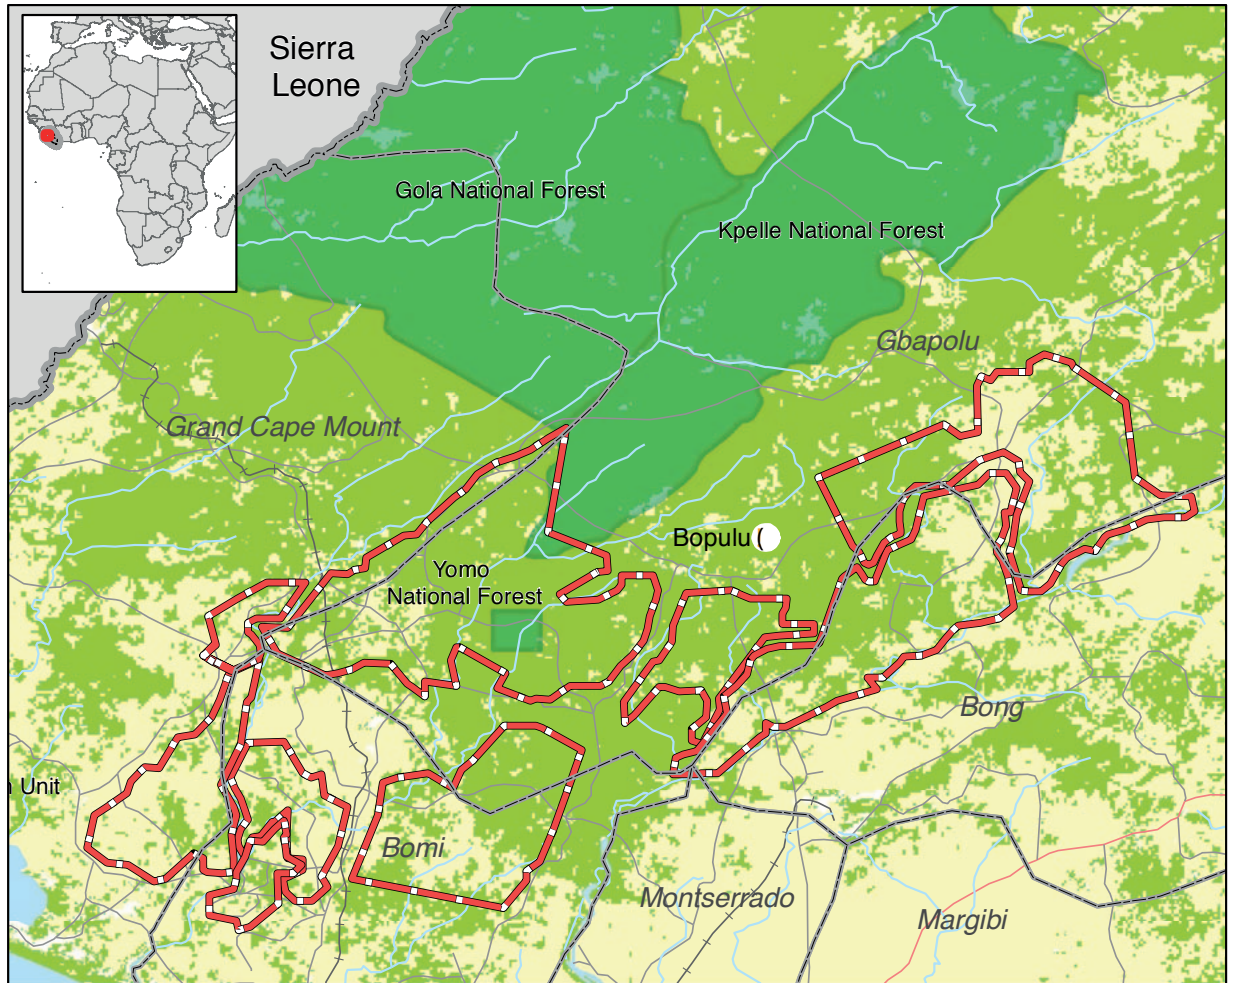 Sierra
Leone
Gola National Forest
Kpelle National Forest
Gbapolu
Grand Cape Mount
Bopulu (
Yomo
National Forest
Bong
Unit
Bomi
Montserrado
Margibi